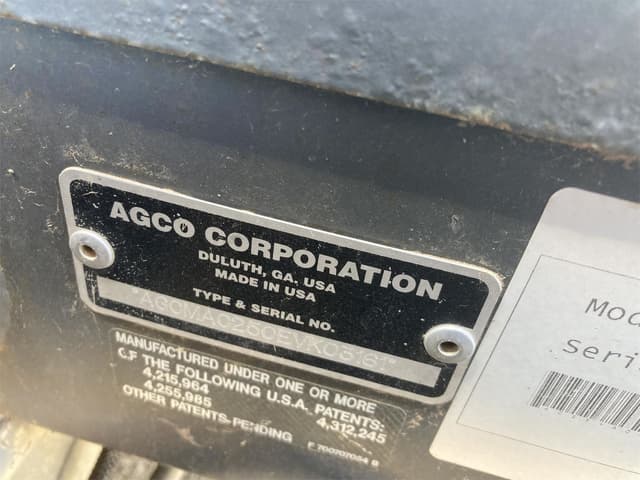 AGCO CORPORATION
DULUTH, GA. USA
MADE IN USA
TYPE & SERIAL NO.
MANUFACTURED UNDER ONE OR MORE
OF THE FOLLOWING U.S.A. PATENTS:
4,215,964 4,312,245
4,255,985
OTHER PATENTS-PENDING
Mod
Seri